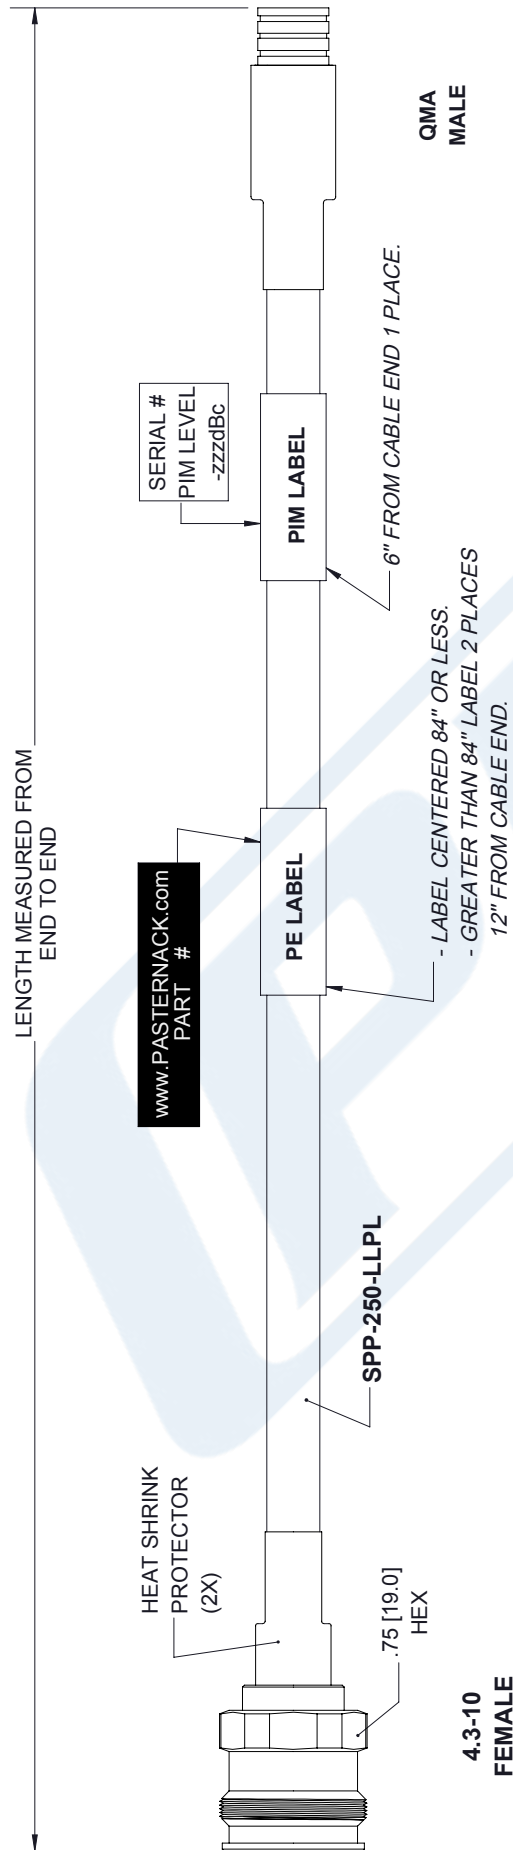 LENGTH MEASURED FROM
END TO END
HEAT SHRINK
PROTECTOR
(2X)
www.PASTERNACK.com
PART #
SERIAL #
PIM LEVEL
-zzzdBc
PE LABEL
PIM LABEL
.75 [19.0]
HEX
SPP-250-LLPL
- LABEL CENTERED 84" OR LESS.
- GREATER THAN 84" LABEL 2 PLACES
12" FROM CABLE END.
6" FROM CABLE END 1 PLACE.
4.3-10
FEMALE
QMA
MALE